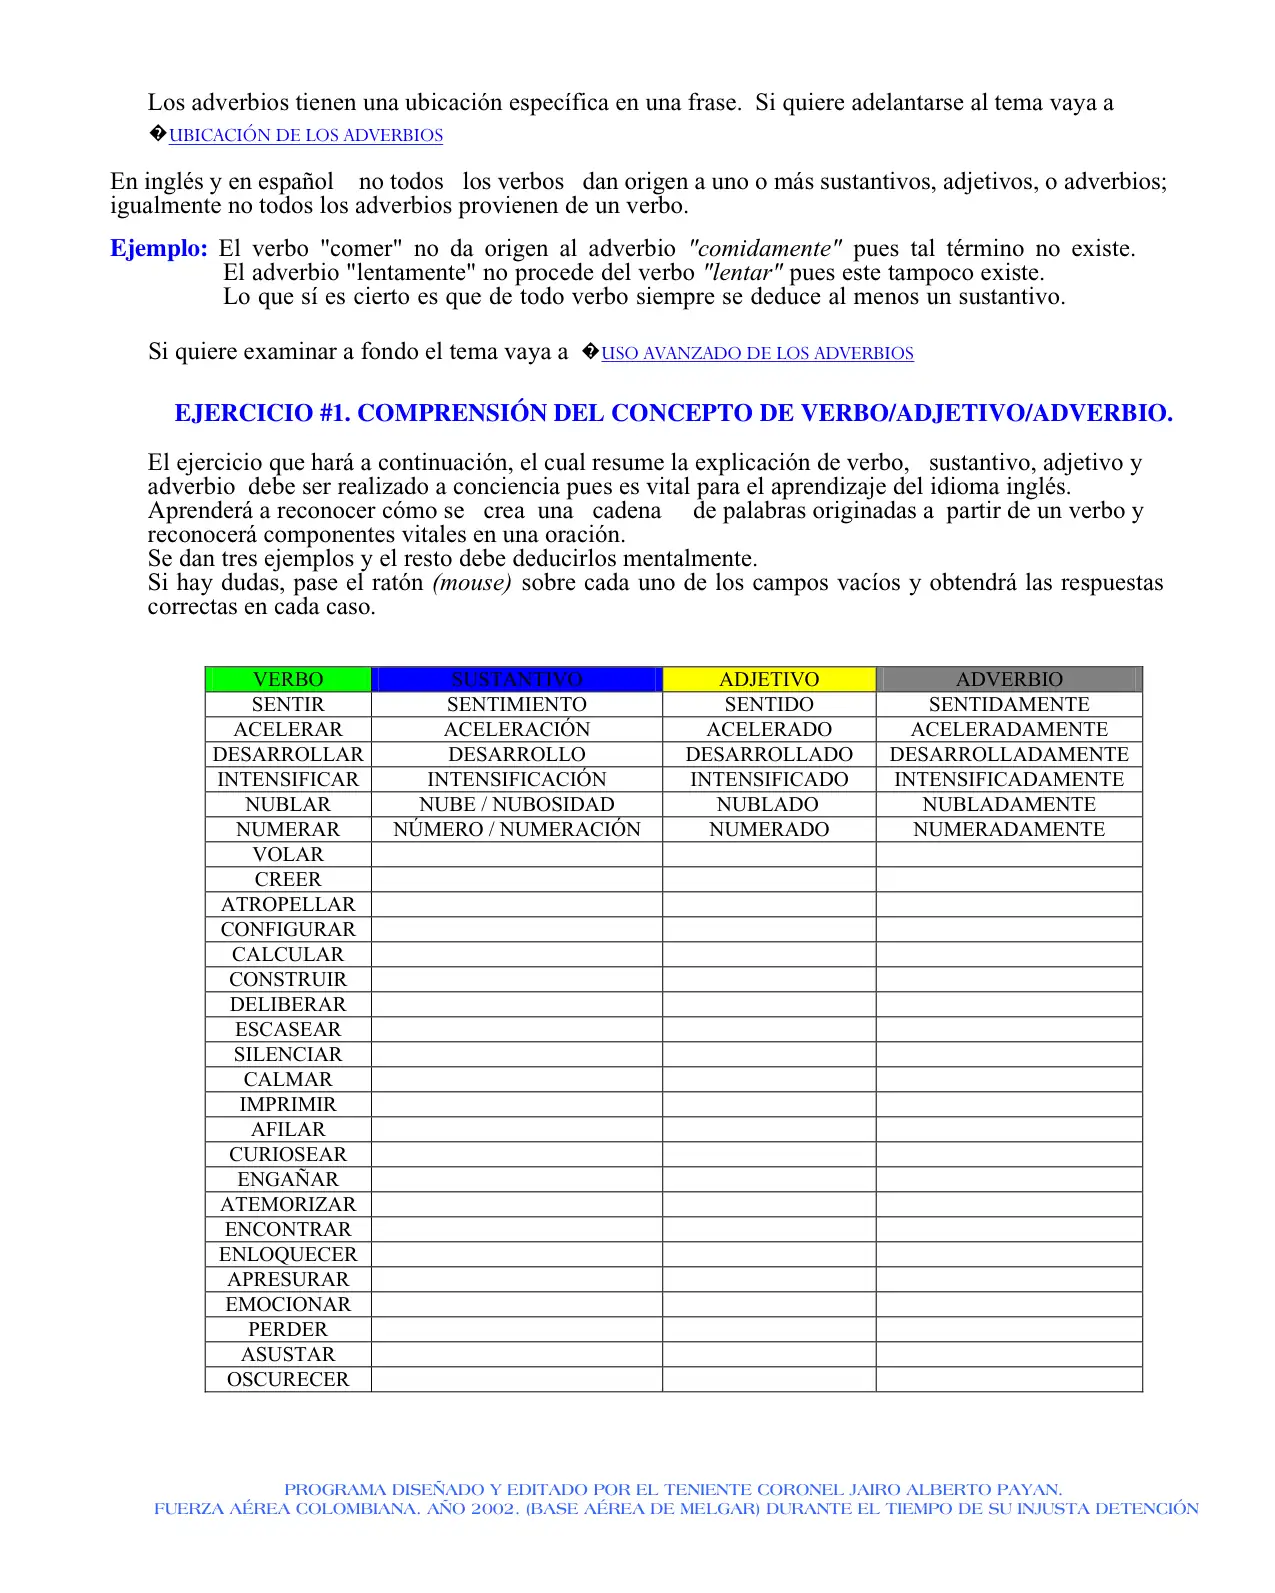 Los adverbios tienen una ubicación específica en una frase.  Si quiere adelantarse al tema vaya a
�UBICACIÓN DE LOS ADVERBIOS
En inglés y en español    no todos   los verbos   dan origen a uno o más sustantivos, adjetivos, o adverbios;
igualmente no todos los adverbios provienen de un verbo.
Ejemplo: El verbo "comer" no da origen al adverbio "comidamente" pues tal término no existe.
El adverbio "lentamente" no procede del verbo "lentar" pues este tampoco existe.
Lo que sí es cierto es que de todo verbo siempre se deduce al menos un sustantivo.
Si quiere examinar a fondo el tema vaya a  �USO AVANZADO DE LOS ADVERBIOS
EJERCICIO #1. COMPRENSIÓN DEL CONCEPTO DE VERBO/ADJETIVO/ADVERBIO.
El ejercicio que hará a continuación, el cual resume la explicación de verbo,   sustantivo, adjetivo y
adverbio  debe ser realizado a conciencia pues es vital para el aprendizaje del idioma inglés.
Aprenderá a reconocer cómo se   crea  una   cadena     de palabras originadas a  partir de un verbo y
reconocerá componentes vitales en una oración.
Se dan tres ejemplos y el resto debe deducirlos mentalmente.
Si hay dudas, pase el ratón (mouse) sobre cada uno de los campos vacíos y obtendrá las respuestas
correctas en cada caso.
VERBO SUSTANTIVO ADJETIVO ADVERBIO
SENTIR SENTIMIENTO SENTIDO SENTIDAMENTE
ACELERAR ACELERACIÓN ACELERADO ACELERADAMENTE
DESARROLLAR DESARROLLO DESARROLLADO DESARROLLADAMENTE
INTENSIFICAR INTENSIFICACIÓN INTENSIFICADO INTENSIFICADAMENTE
NUBLAR NUBE / NUBOSIDAD NUBLADO NUBLADAMENTE
NUMERAR NÚMERO / NUMERACIÓN NUMERADO NUMERADAMENTE
VOLAR
CREER
ATROPELLAR
CONFIGURAR
CALCULAR
CONSTRUIR
DELIBERAR
ESCASEAR
SILENCIAR
CALMAR
IMPRIMIR
AFILAR
CURIOSEAR
ENGAÑAR
ATEMORIZAR
ENCONTRAR
ENLOQUECER
APRESURAR
EMOCIONAR
PERDER
ASUSTAR
OSCURECER
PROGRAMA DISEÑADO Y EDITADO POR EL TENIENTE CORONEL JAIRO ALBERTO PAYAN.
FUERZA AÉREA COLOMBIANA. AÑO 2002. (BASE AÉREA DE MELGAR) DURANTE EL TIEMPO DE SU INJUSTA DETENCIÓN